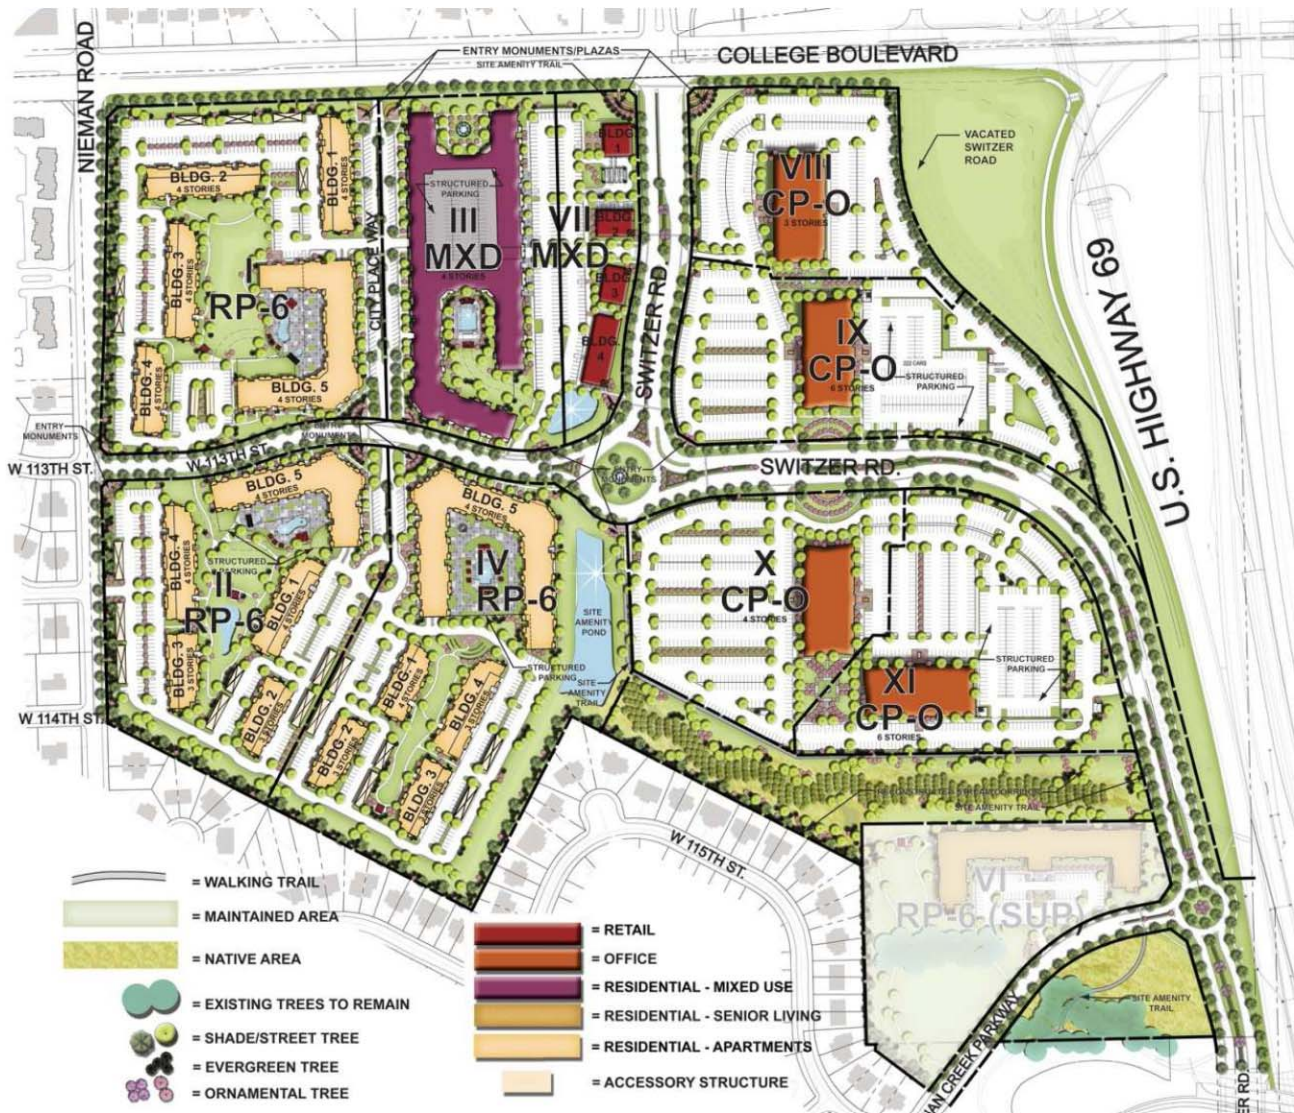 ENTRY MONUMENTS/PLAZAS
SITE AMENITY TRAIL
COLLEGE BOULEVARD
NIEMAN ROAD
VACATED
SWITZER
ROAD
U.S. HIGHWAY 69
BLDG. 1
4 STORIES
BLDG. 2
4 STORIES
BLDG. 3
4 STORIES
BLDG. 4
4 STORIES
BLDG. 5
4 STORIES
RP-6
CITY PLACE WAY
STRUCTURED
PARKING
III
MXD
4 STORIES
VII
MXD
BLDG.
1
BLDG.
2
BLDG.
3
BLDG.
4
SWITZER RD
VIII
CP-O
3 STORIES
IX
CP-O
6 STORIES
STRUCTURED
PARKING
ENTRY
MONUMENTS
W 113TH ST.
W 113TH ST.
ENTRY
MONUMENTS
ENTRY
MONUMENTS
SWITZER RD.
BLDG. 5
4 STORIES
BLDG. 4
4 STORIES
STRUCTURED
PARKING
II
RP-6
BLDG. 1
BLDG. 3
3 STORIES
BLDG. 2
3 STORIES
BLDG. 5
4 STORIES
IV
RP-6
STRUCTURED
PARKING
BLDG. 1
BLDG. 4
3 STORIES
BLDG. 2
3 STORIES
BLDG. 3
SITE
AMENITY
POND
SITE
AMENITY
TRAIL
X
CP-O
4 STORIES
XI
CP-O
6 STORIES
STRUCTURED
PARKING
W 114TH ST.
SITE AMENITY TRAIL
W 115TH ST.
VI
RP-6 (SUP)
SITE AMENITY
TRAIL
CREEK PARKWAY
= WALKING TRAIL
= MAINTAINED AREA
= NATIVE AREA
= EXISTING TREES TO REMAIN
= SHADE/STREET TREE
= EVERGREEN TREE
= ORNAMENTAL TREE
= RETAIL
= OFFICE
= RESIDENTIAL - MIXED USE
= RESIDENTIAL - SENIOR LIVING
= RESIDENTIAL - APARTMENTS
= ACCESSORY STRUCTURE